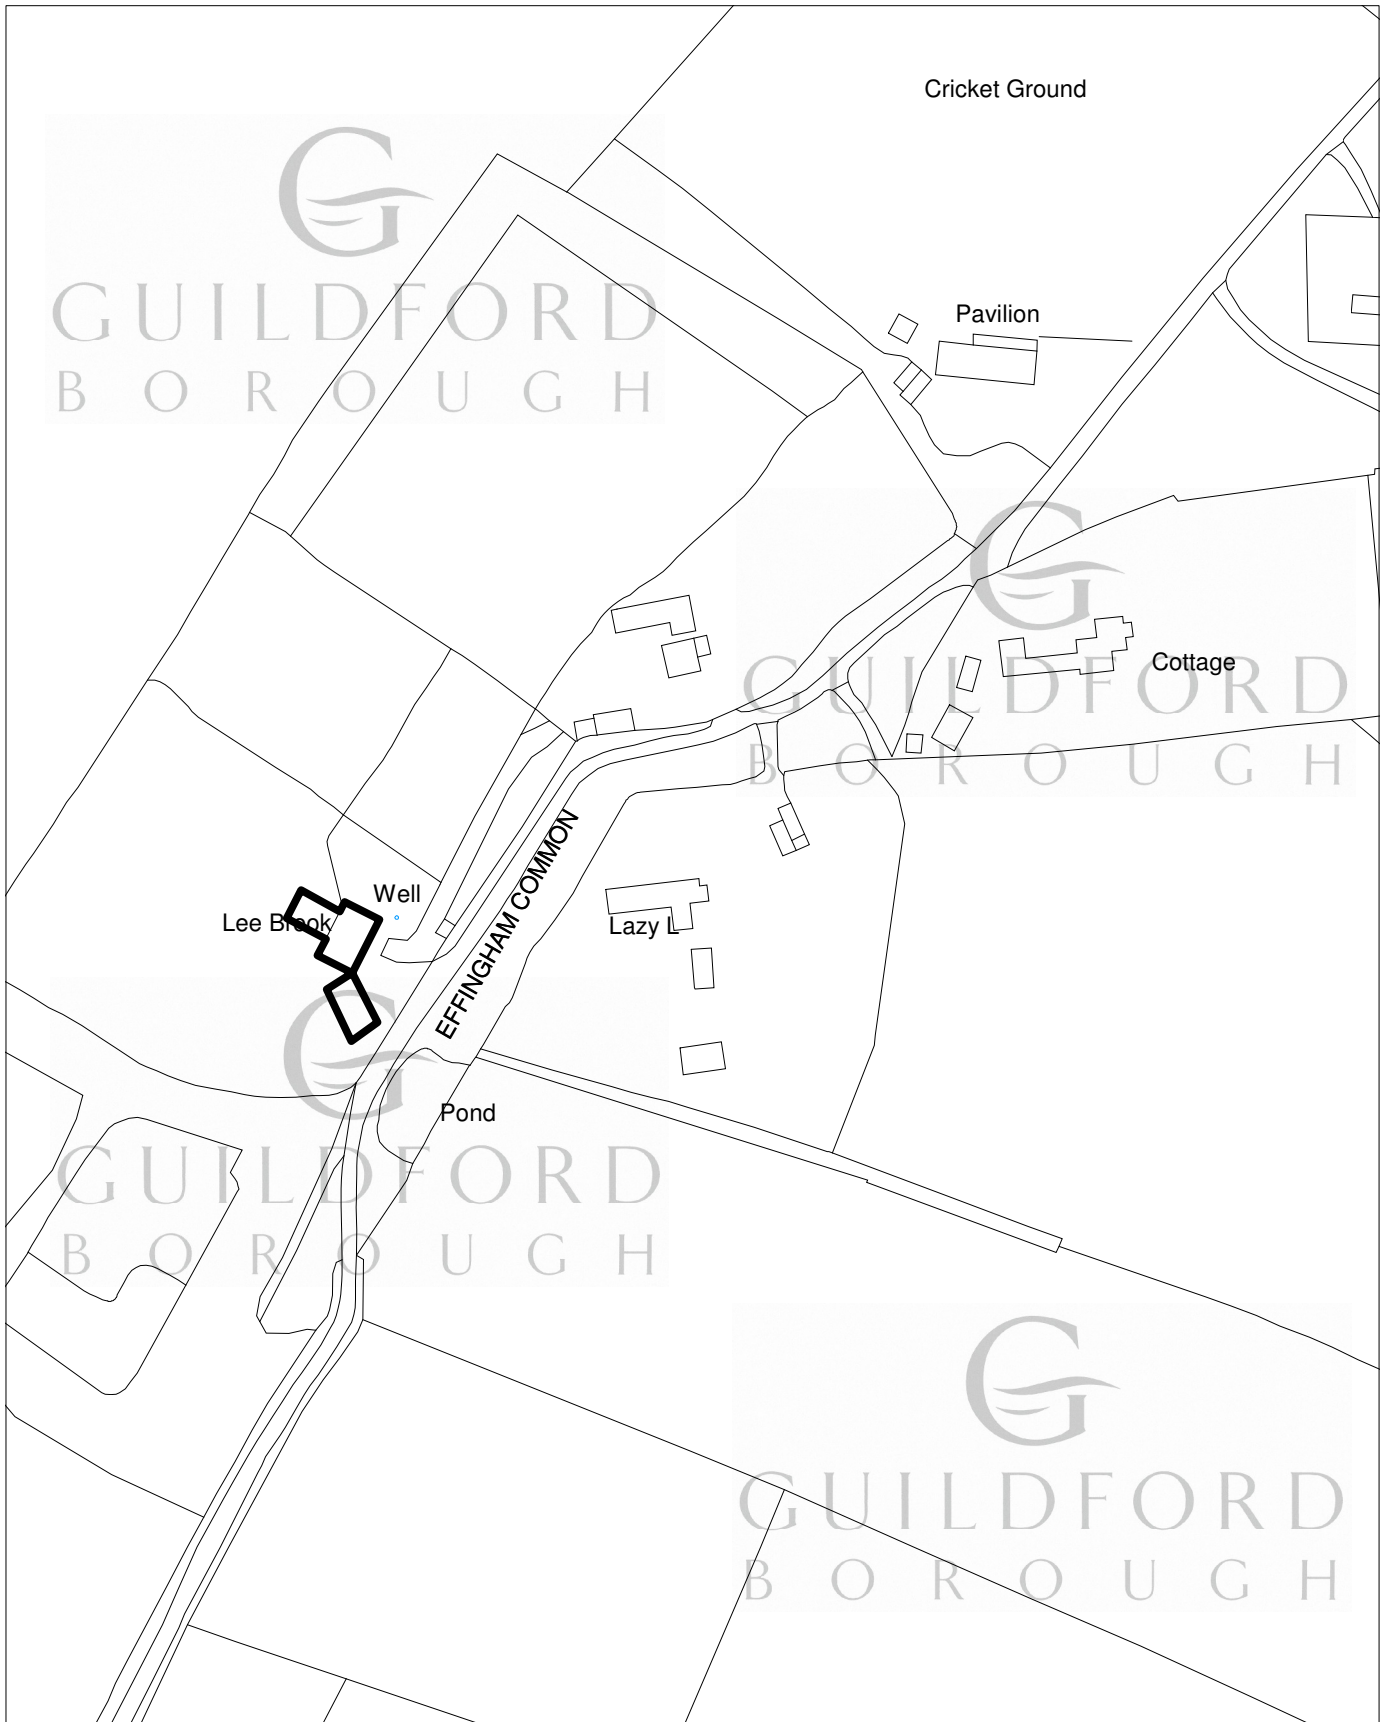 Cricket Ground
GUILDFORD
BOROUGH
Pavilion
GUILDFORD
BOROUGH
Cottage
EFFINGHAM COMMON
Well
Lee Brook
Lazy L
Pond
GUILDFORD
BOROUGH
GUILDFORD
BOROUGH